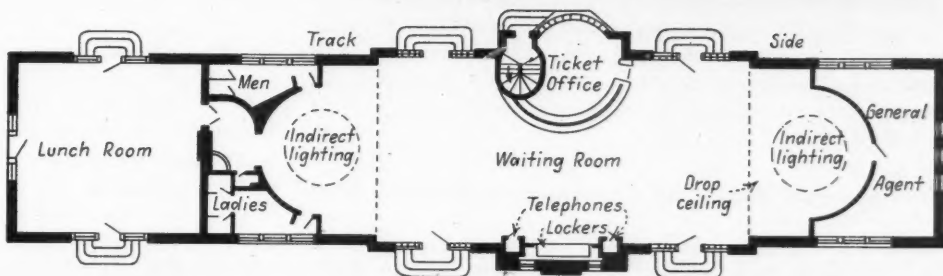 Track
Side
Men
Ticket
Office
General
Lunch Room
Indirect
lighting
Waiting Room
Indirect
lighting
Drop
ceiling
Agent
Ladies
Telephones
Lockers